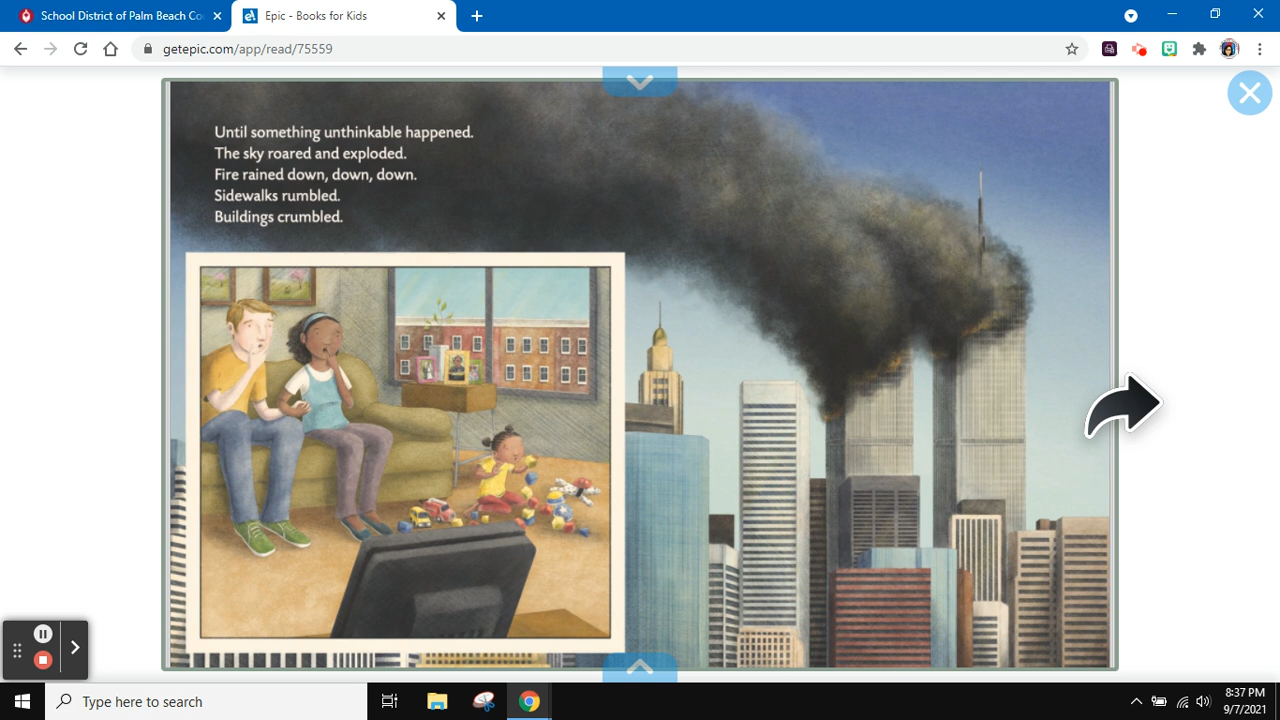 School District of Palm Beach Co
Epic - Books for Kids
getepic.com/app/read/75559
Until something unthinkable happened.
The sky roared and exploded.
Fire rained down, down, down.
Sidewalks rumbled.
Buildings crumbled.
Type here to search
8:37 PM
9/7/2021